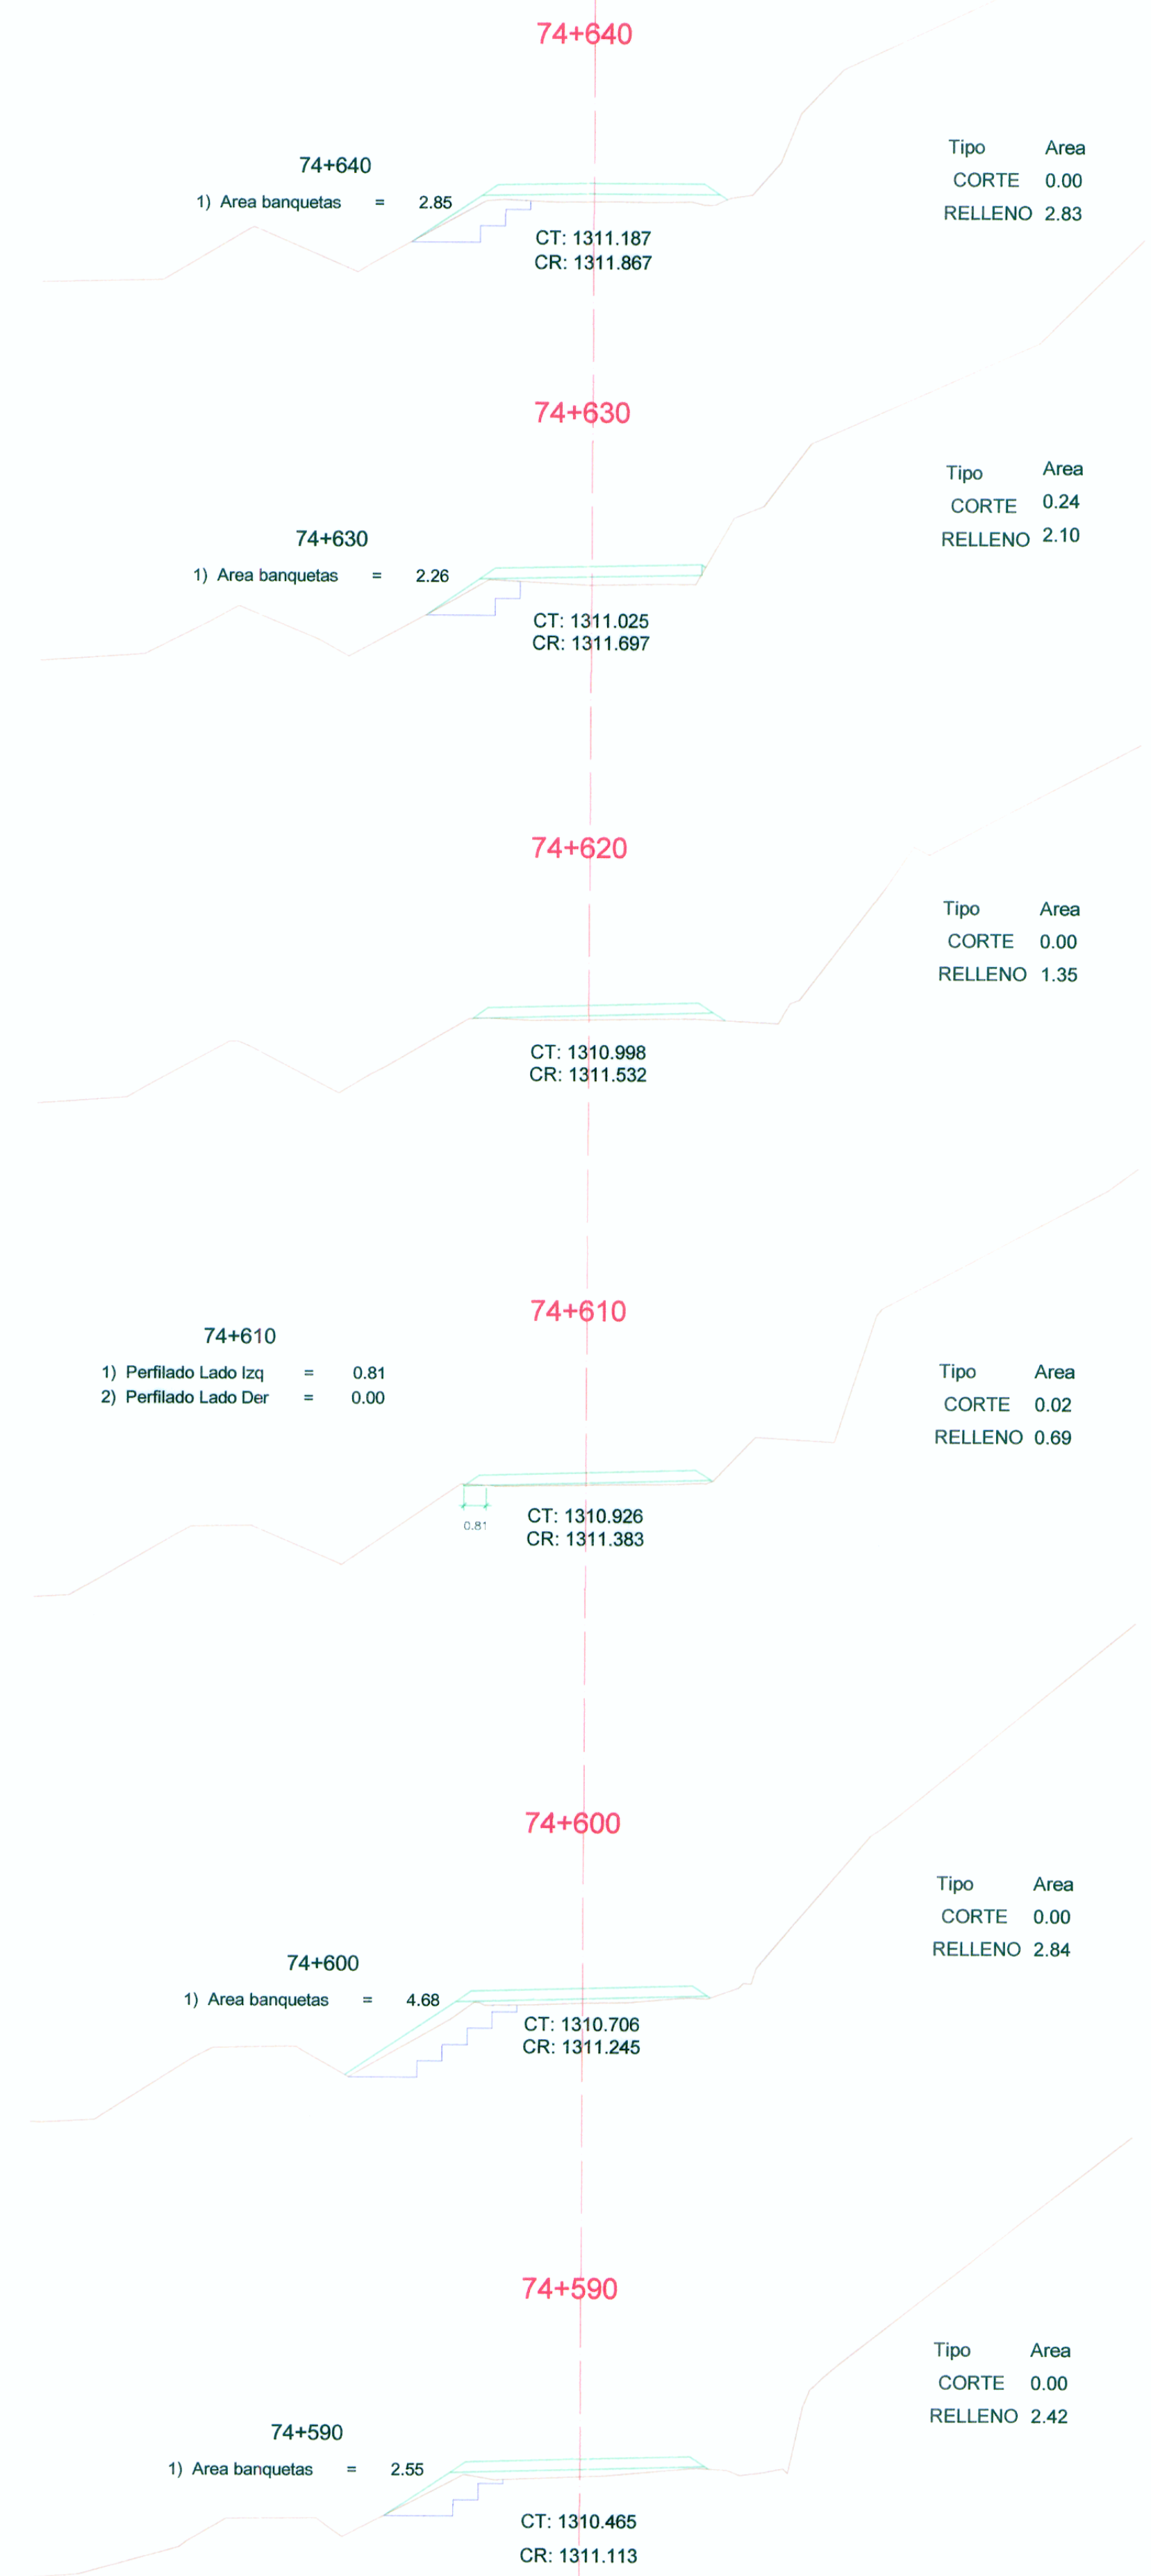 74+640
74+640
1) Area banquetas = 2.85
Tipo Area
CORTE 0.00
RELLENO 2.83
CT: 1311.187
CR: 1311.867
74+630
74+630
1) Area banquetas = 2.26
Tipo Area
CORTE 0.24
RELLENO 2.10
CT: 1311.025
CR: 1311.697
74+620
Tipo Area
CORTE 0.00
RELLENO 1.35
CT: 1310.998
CR: 1311.532
74+610
74+610
1) Perfilado Lado Izq = 0.81
2) Perfilado Lado Der = 0.00
Tipo Area
CORTE 0.02
RELLENO 0.69
0.81
CT: 1310.926
CR: 1311.383
74+600
74+600
1) Area banquetas = 4.68
Tipo Area
CORTE 0.00
RELLENO 2.84
CT: 1310.706
CR: 1311.245
74+590
74+590
1) Area banquetas = 2.55
Tipo Area
CORTE 0.00
RELLENO 2.42
CT: 1310.465
CR: 1311.113